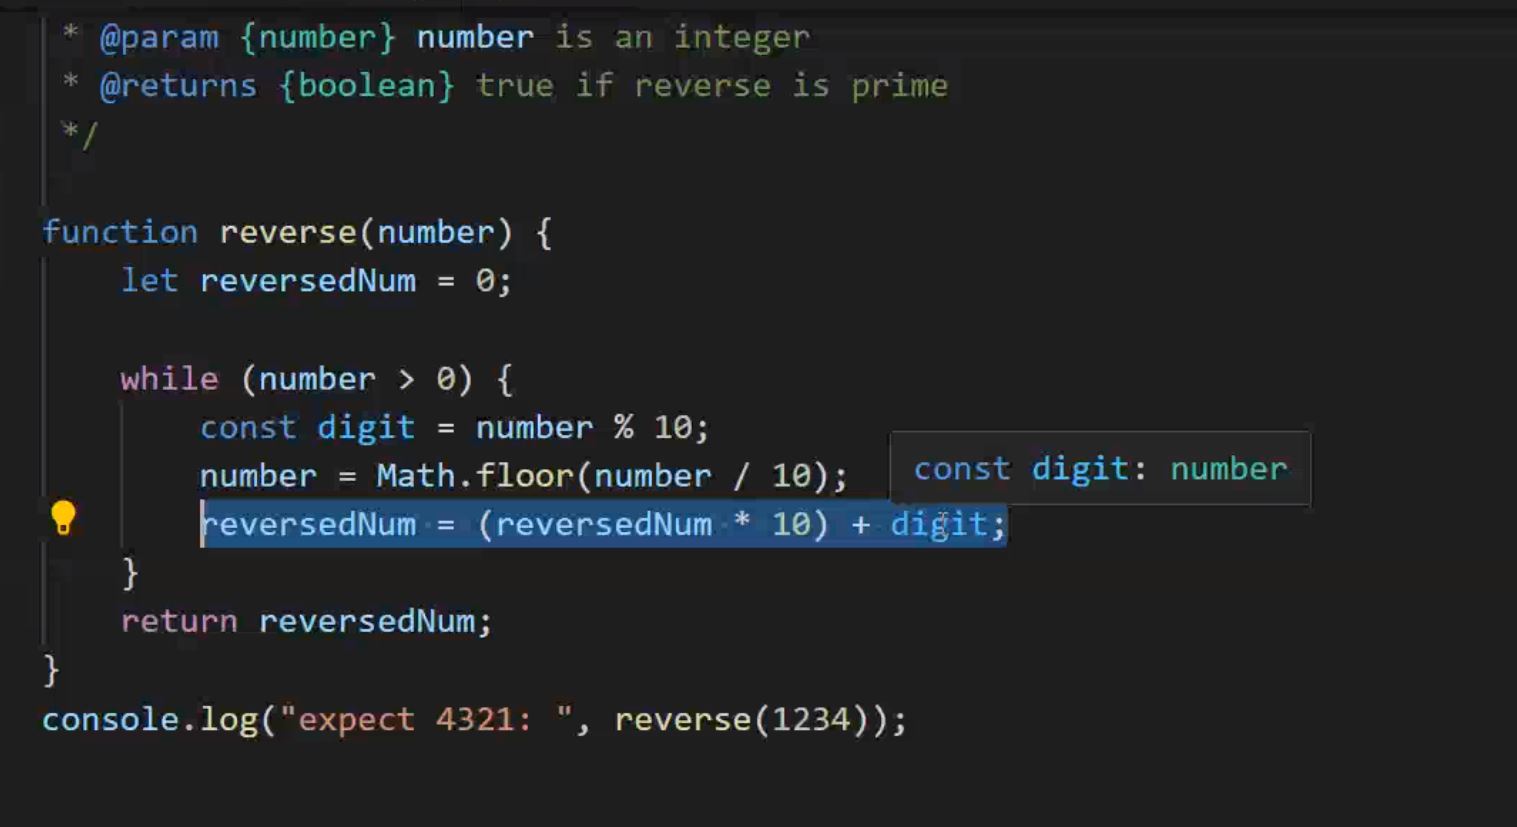 * @param {number} number is an integer
* @returns {boolean} true if reverse is prime
*/
function reverse(number) {
let reversedNum = 0;
while (number > 0) {
const digit = number % 10;
number = Math.floor(number / 10);
const digit: number
reversedNum = (reversedNum * 10) + digit;
}
return reversedNum;
}
console.log("expect 4321: ", reverse(1234));